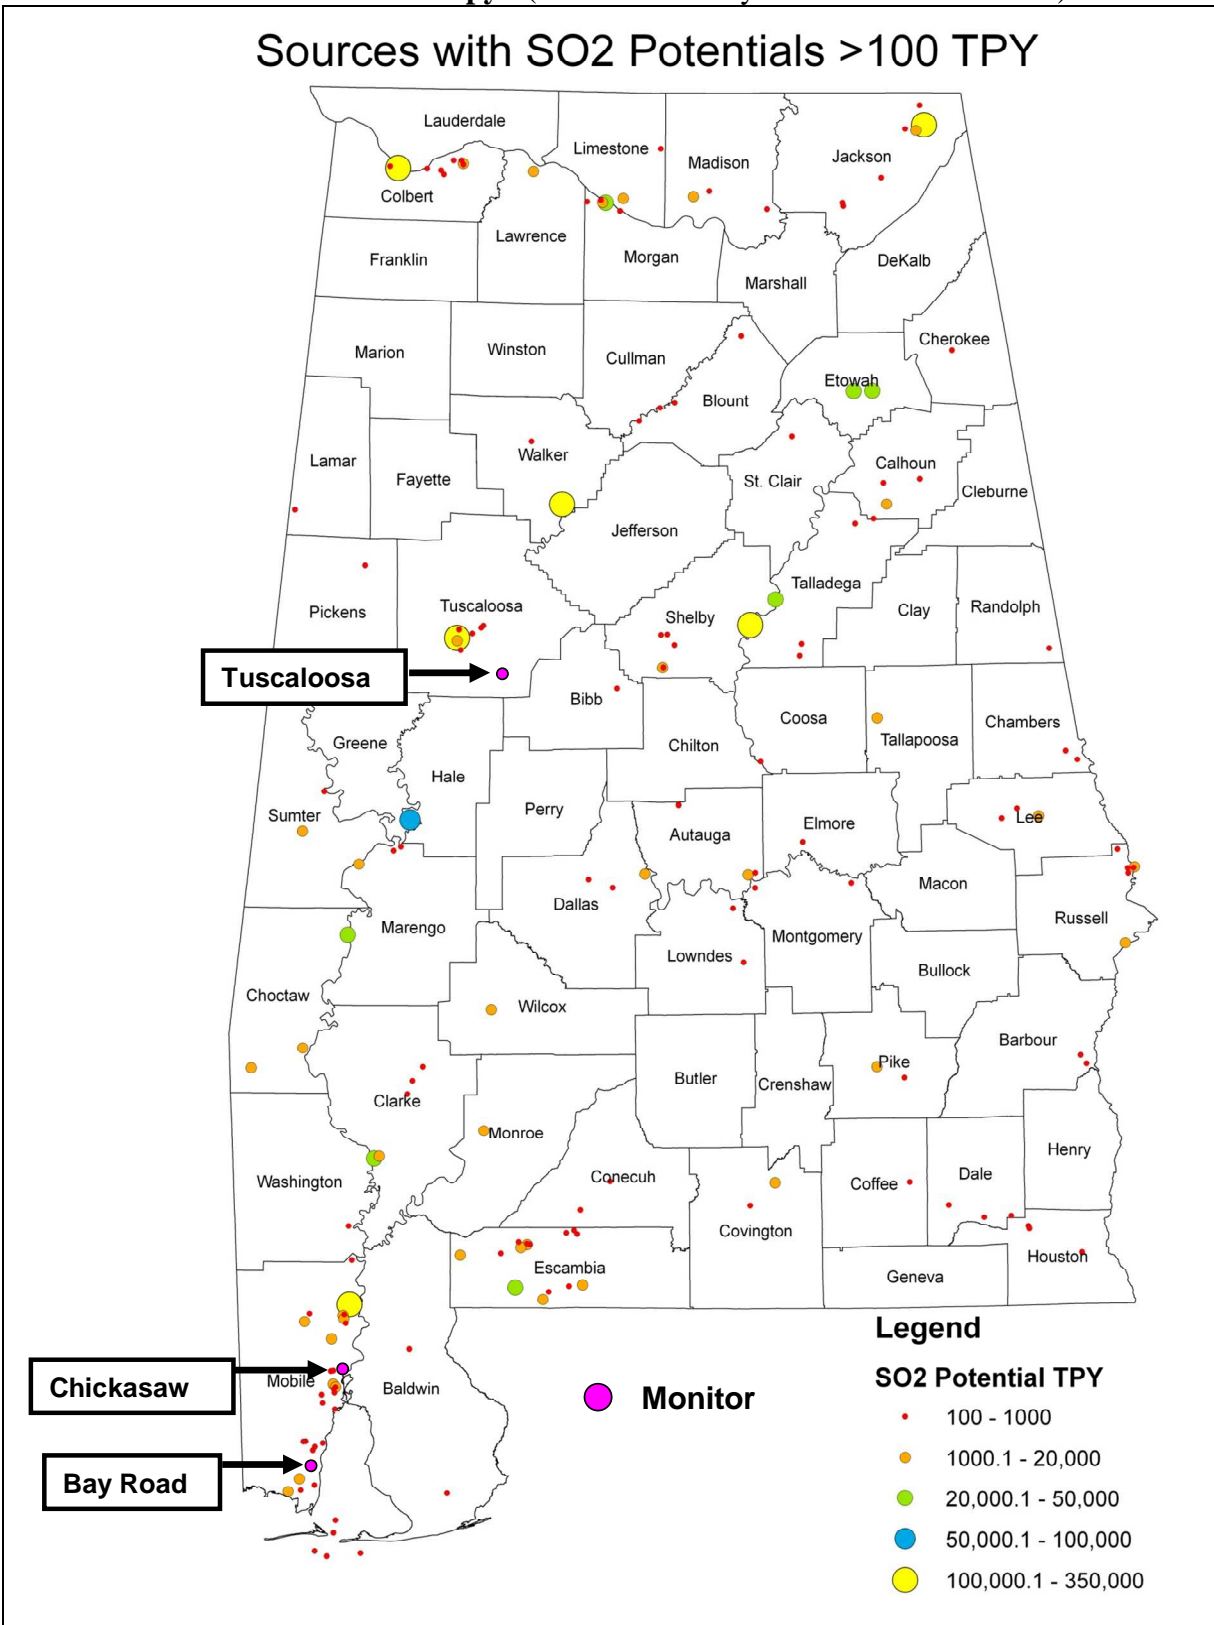 Sources with SO2 Potentials >100 TPY
Lauderdale
Limestone
Madison
Jackson
Colbert
Lawrence
Franklin
Morgan
DeKalb
Marshall
Cherokee
Marion
Winston
Cullman
Etowah
Blount
Walker
Lamar
Fayette
St. Clair
Calhoun
Cleburne
Jefferson
Talladega
Pickens
Tuscaloosa
Shelby
Clay
Randolph
Tuscaloosa
Bibb
Coosa
Chambers
Greene
Chilton
Tallapoosa
Hale
Sumter
Perry
Autauga
Elmore
Lee
Macon
Dallas
Marengo
Russell
Montgomery
Lowndes
Bullock
Choctaw
Wilcox
Barbour
Pike
Butler
Crenshaw
Clarke
Monroe
Henry
Conecuh
Washington
Coffee
Dale
Covington
Houston
Escambia
Geneva
Legend
SO2 Potential TPY
Mobile
Chickasaw
Baldwin
Monitor
100 - 1000
1000.1 - 20,000
Bay Road
20,000.1 - 50,000
50,000.1 - 100,000
100,000.1 - 350,000